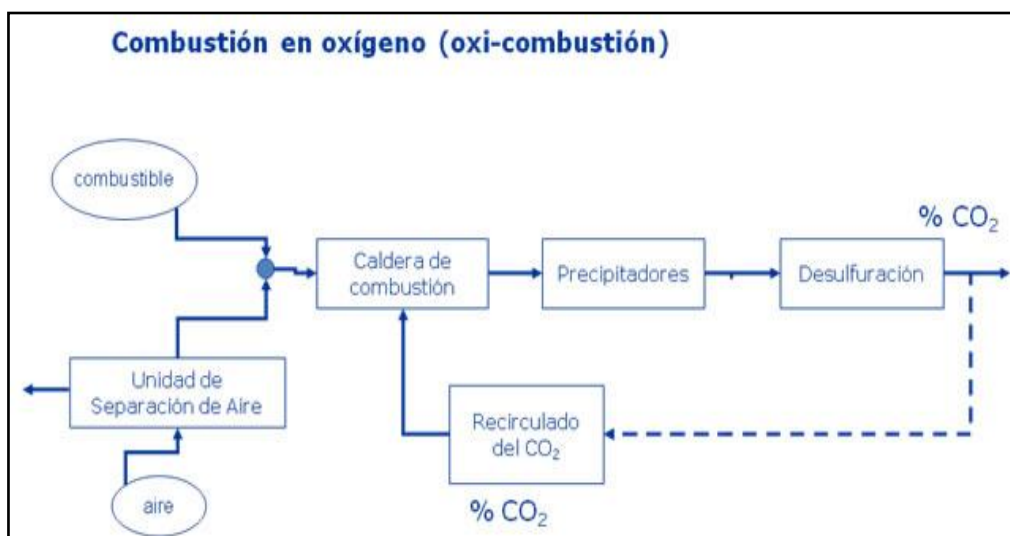 Combustión en oxígeno (oxi-combustión)
combustible
% CO₂
Caldera de
combustión
Precipitadores
Desulfuración
Unidad de
Separación de Aire
Recirculado
del CO₂
aire
% CO₂